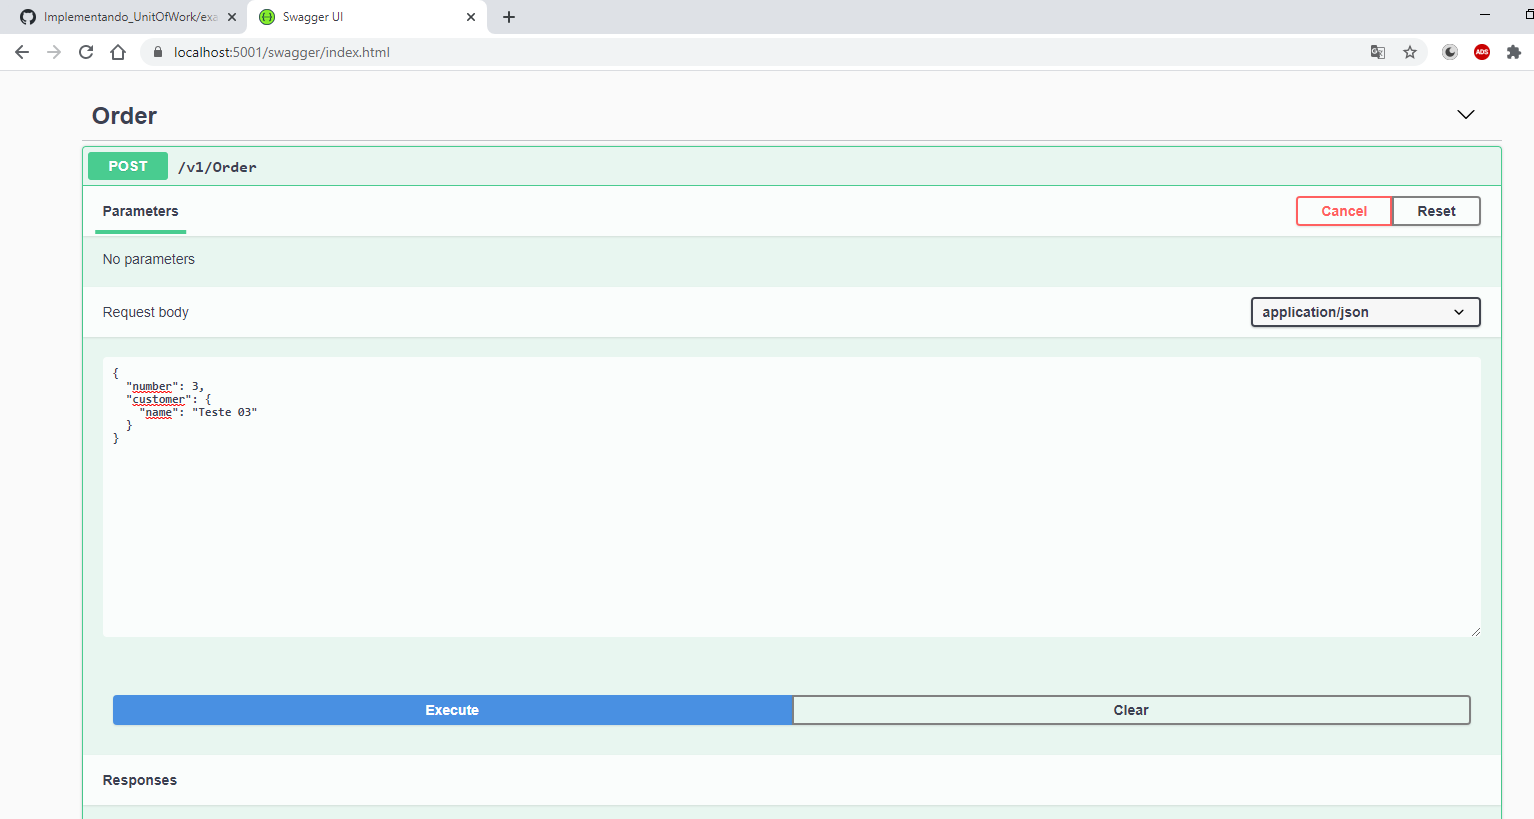 Implementando_UnitOfWork/exa
Swagger UI
localhost:5001/swagger/index.html
ADS
Order
POST /v1/Order
Parameters
Cancel
Reset
No parameters
Request body
application/json
{
"number": 3,
"customer": {
"name": "Teste 03"
}
}
Execute
Clear
Responses